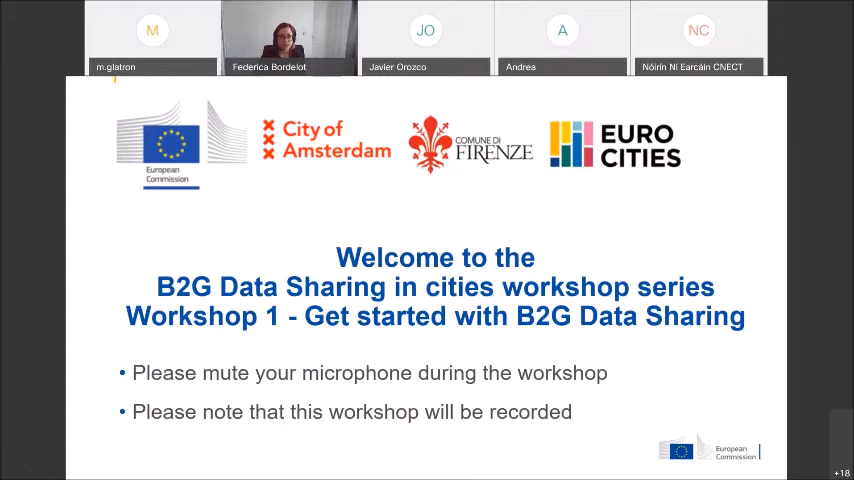 M
JO
A
NC
m.glatron
Federica Bordelot
Javier Orozco
Andrea
Nóirín Ní Earcáin CNECT
European
Commission
City of
Amsterdam
COMUNE DI
FIRENZE
EURO
CITIES
Welcome to the
B2G Data Sharing in cities workshop series
Workshop 1 - Get started with B2G Data Sharing
• Please mute your microphone during the workshop
• Please note that this workshop will be recorded
European
Commission
+18